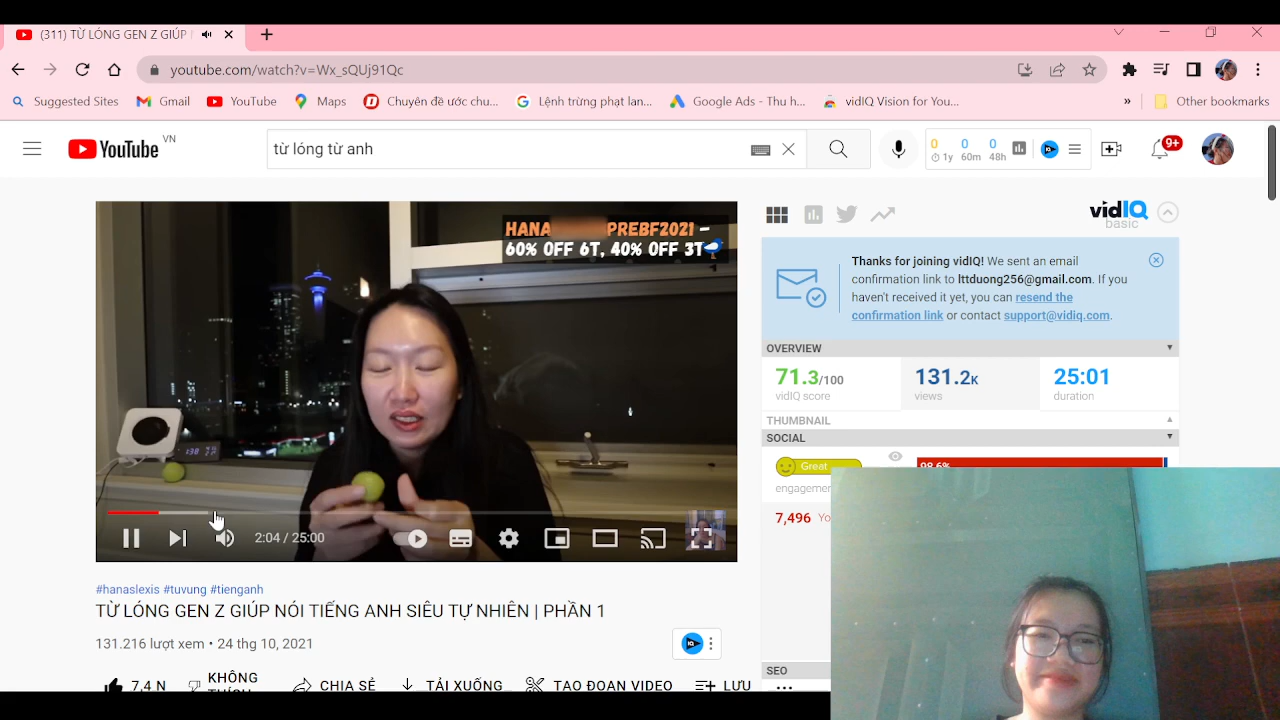 (311) TỪ LÓNG GEN Z GIÚP
youtube.com/watch?v=Wx_sQUj91Qc
Suggested Sites
Gmail
YouTube
Maps
Chuyên đề ước chu...
Lệnh trừng phạt lan...
Google Ads - Thu h...
vidIQ Vision for You...
»
Other bookmarks
YouTube VN
từ lóng từ anh
0 0 0
1y 60m 48h
9+
HANA PREBF2021 -
60% OFF 6T, 40% OFF 3T
2:04 / 25:00
#hanaslexis #tuvung #tienganh
TỪ LÓNG GEN Z GIÚP NÓI TIẾNG ANH SIÊU TỰ NHIÊN | PHẦN 1
131.216 lượt xem • 24 thg 10, 2021
7,4 N
KHÔNG
THÍCH
CHIA SẺ
TẢI XUỐNG
TẠO ĐOẠN VIDEO
LƯU
vidIQ
basic
Thanks for joining vidIQ! We sent an email
confirmation link to lttduong256@gmail.com. If you
haven't received it yet, you can resend the
confirmation link or contact support@vidiq.com.
OVERVIEW
71.3/100
vidIQ score
131.2K
views
25:01
duration
THUMBNAIL
SOCIAL
Great
98.6%
7,496
SEO